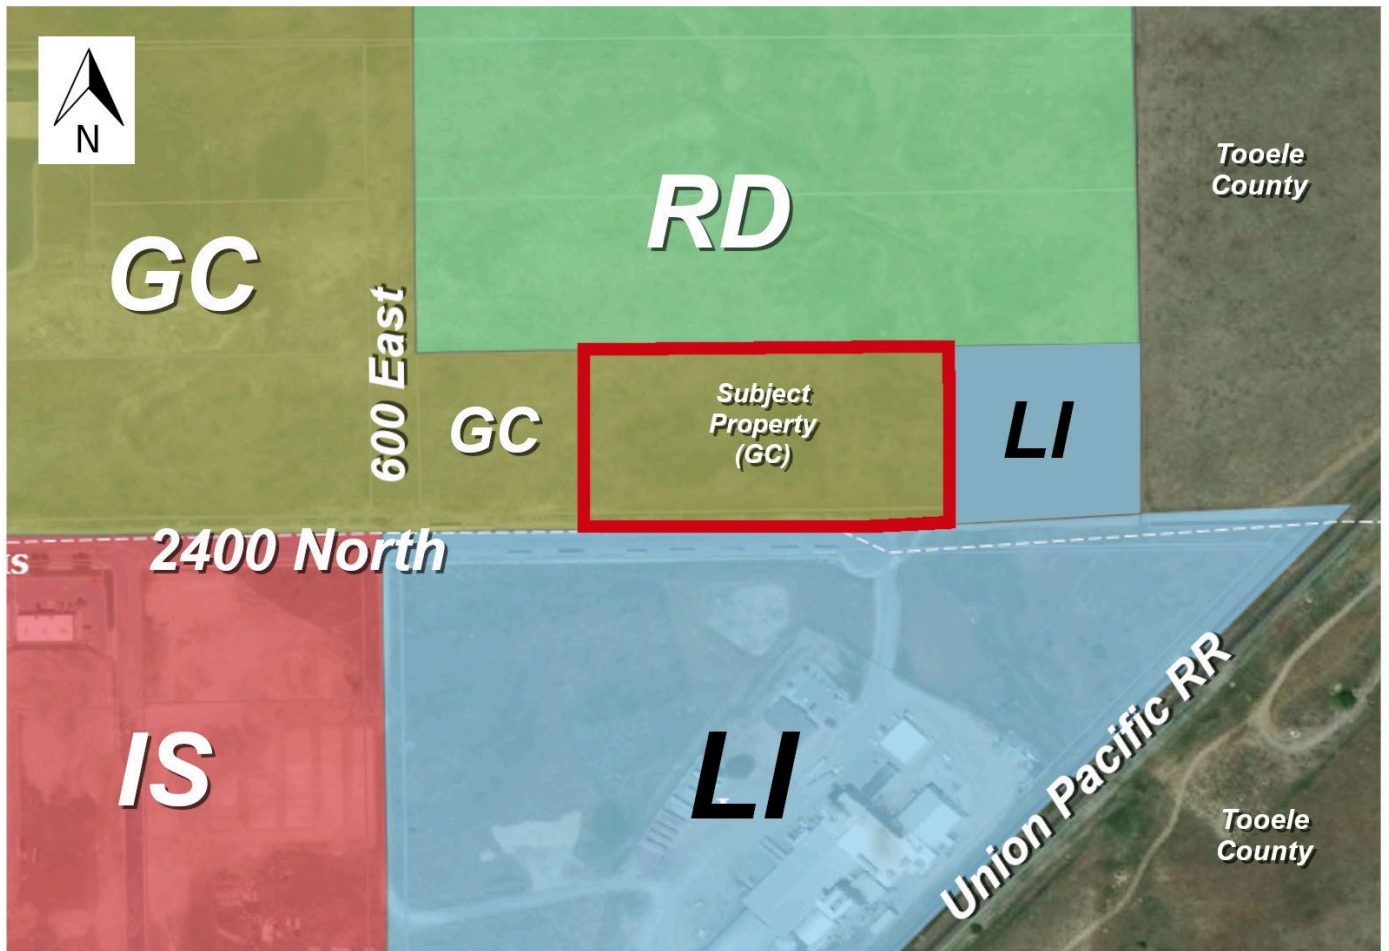 N
Tooele
County
RD
GC
600 East
Subject
Property
(GC)
GC
LI
2400 North
IS
LI
Union Pacific RR
Tooele
County